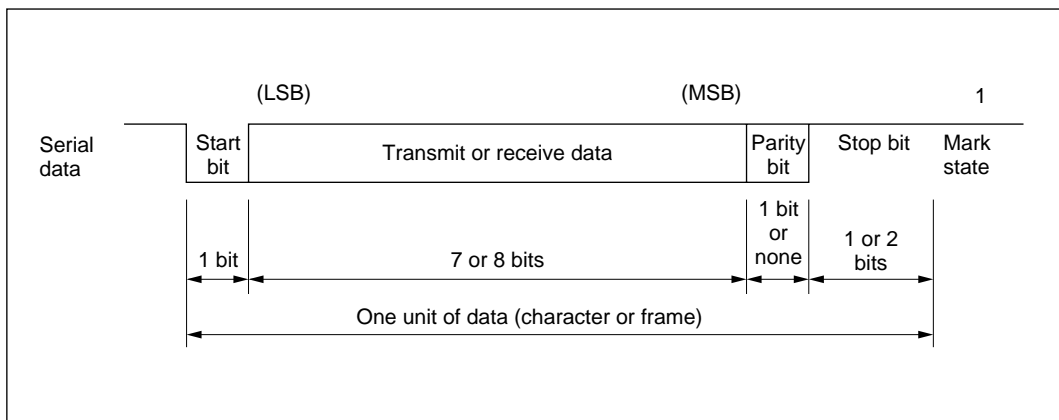 (LSB)
(MSB)
1
Serial
data
Start
bit
Transmit or receive data
Parity
bit
Stop bit
Mark
state
1 bit
7 or 8 bits
1 bit
or
none
1 or 2
bits
One unit of data (character or frame)